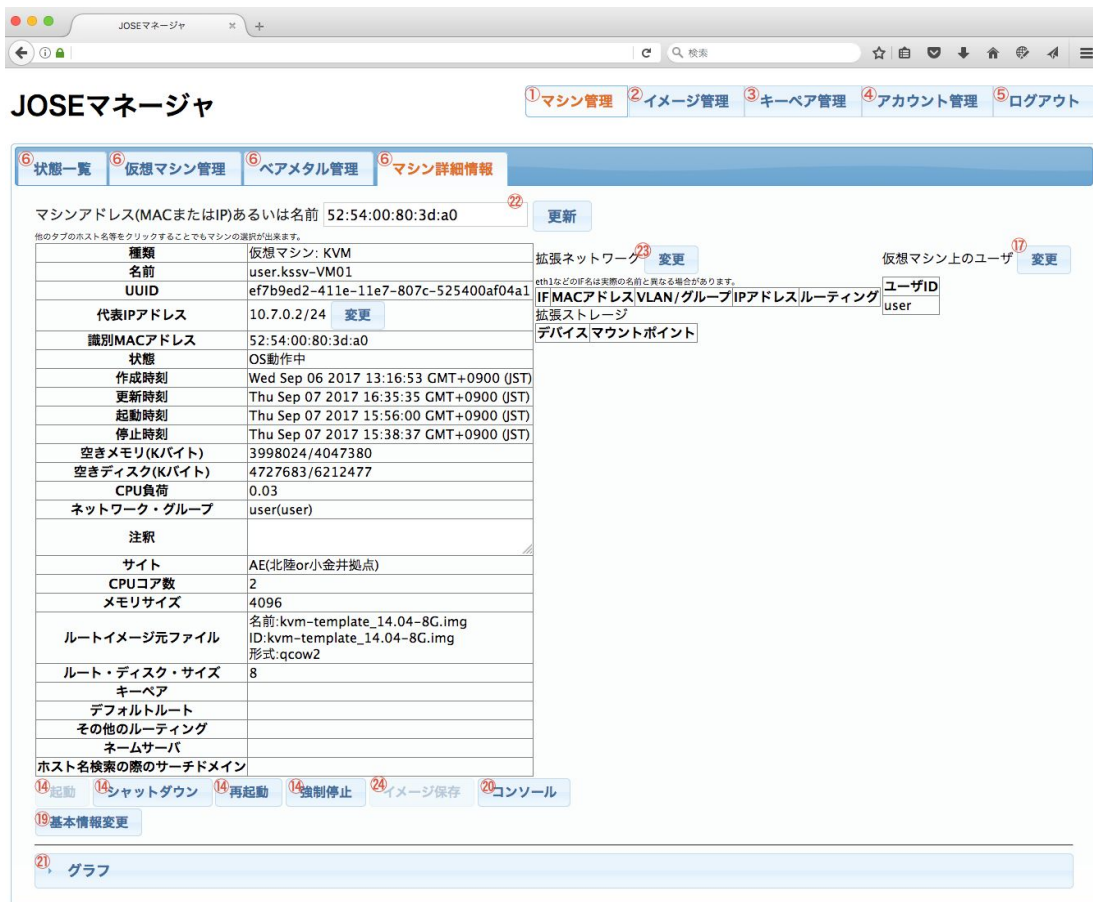 JOSEマネージャ
検索
JOSEマネージャ
①マシン管理 ②イメージ管理 ③キーペア管理 ④アカウント管理 ⑤ログアウト
⑥状態一覧 ⑥仮想マシン管理 ⑥ベアメタル管理 ⑥マシン詳細情報
マシンアドレス(MACまたはIP)あるいは名前 52:54:00:80:3d:a0 ㉒ 更新
他のタブのホスト名等をクリックすることでもマシンの選択が出来ます。
種類 仮想マシン: KVM
名前 user.kssv-VM01
UUID ef7b9ed2-411e-11e7-807c-525400af04a1
代表IPアドレス 10.7.0.2/24 変更
識別MACアドレス 52:54:00:80:3d:a0
状態 OS動作中
作成時刻 Wed Sep 06 2017 13:16:53 GMT+0900 (JST)
更新時刻 Thu Sep 07 2017 16:35:35 GMT+0900 (JST)
起動時刻 Thu Sep 07 2017 15:56:00 GMT+0900 (JST)
停止時刻 Thu Sep 07 2017 15:38:37 GMT+0900 (JST)
空きメモリ(Kバイト) 3998024/4047380
空きディスク(Kバイト) 4727683/6212477
CPU負荷 0.03
ネットワーク・グループ user(user)
注釈
サイト AE(北陸or小金井拠点)
CPUコア数 2
メモリサイズ 4096
ルートイメージ元ファイル 名前:kvm-template_14.04-8G.img
ID:kvm-template_14.04-8G.img
形式:qcow2
ルート・ディスク・サイズ 8
キーペア
デフォルトルート
その他のルーティング
ネームサーバ
ホスト名検索の際のサーチドメイン
拡張ネットワーク ㉓ 変更
eth1などのIF名は実際の名前と異なる場合があります。
IF MACアドレス VLAN/グループ IPアドレス ルーティング
拡張ストレージ
デバイス マウントポイント
仮想マシン上のユーザ ⑰ 変更
ユーザID
user
⑭起動 ⑭シャットダウン ⑭再起動 ⑭強制停止 ㉔イメージ保存 ⑳コンソール
⑲基本情報変更
㉑ グラフ